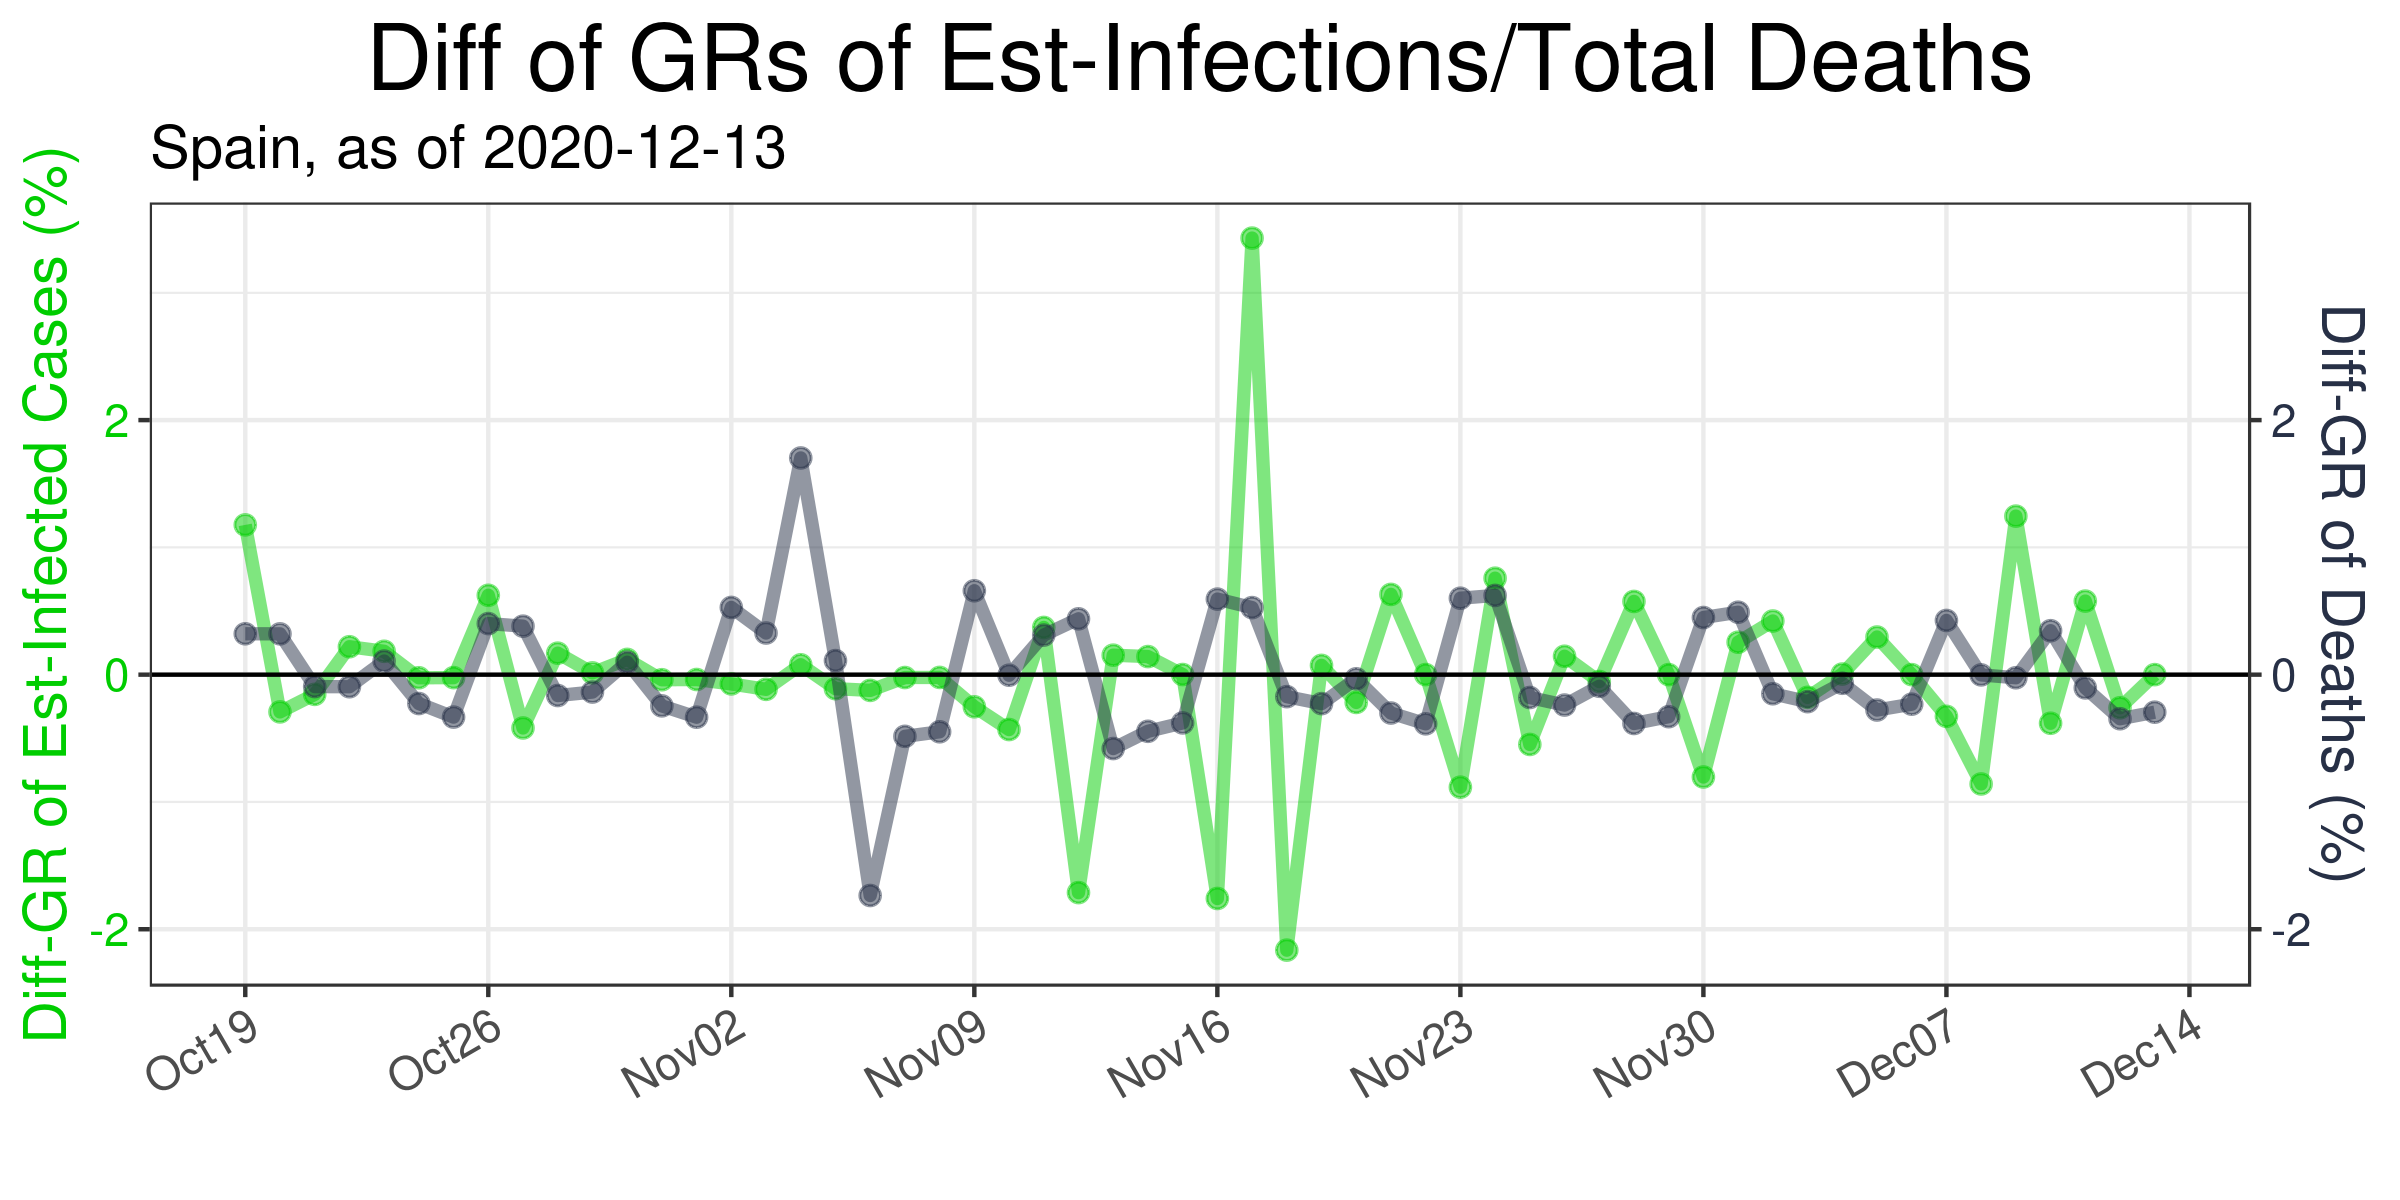 Diff of GRs of Est-Infections/Total Deaths
Spain, as of 2020-12-13
Diff-GR of Est-Infected Cases (%)
2
0
-2
2
0
-2
Diff-GR of Deaths (%)
Oct19
Oct26
Nov02
Nov09
Nov16
Nov23
Nov30
Dec07
Dec14